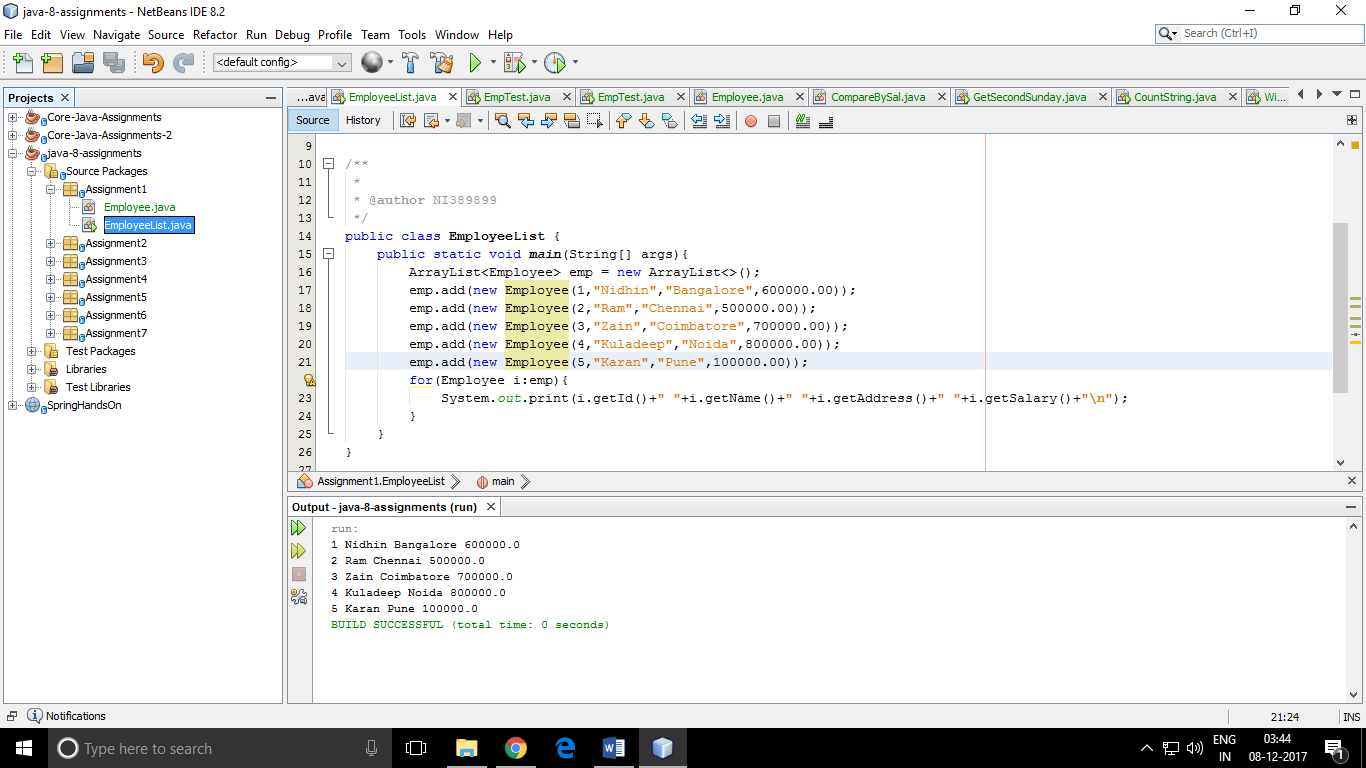 java-8-assignments - NetBeans IDE 8.2
File Edit View Navigate Source Refactor Run Debug Profile Team Tools Window Help
Search (Ctrl+I)
<default config>
Projects
Core-Java-Assignments
Core-Java-Assignments-2
java-8-assignments
Source Packages
Assignment1
Employee.java
EmployeeList.java
Assignment2
Assignment3
Assignment4
Assignment5
Assignment6
Assignment7
Test Packages
Libraries
Test Libraries
SpringHandsOn
...ava EmployeeList.java EmpTest.java EmpTest.java Employee.java CompareBySal.java GetSecondSunday.java CountString.java Wi...
Source History
9
10 /**
11 *
12 * @author NI389899
13 */
14 public class EmployeeList {
15 public static void main(String[] args){
16 ArrayList<Employee> emp = new ArrayList<>();
17 emp.add(new Employee(1,"Nidhin","Bangalore",600000.00));
18 emp.add(new Employee(2,"Ram","Chennai",500000.00));
19 emp.add(new Employee(3,"Zain","Coimbatore",700000.00));
20 emp.add(new Employee(4,"Kuladeep","Noida",800000.00));
21 emp.add(new Employee(5,"Karan","Pune",100000.00));
for(Employee i:emp){
23 System.out.print(i.getId()+" "+i.getName()+" "+i.getAddress()+" "+i.getSalary()+"\n");
24 }
25 }
26 }
27
Assignment1.EmployeeList main
Output - java-8-assignments (run)
run:
1 Nidhin Bangalore 600000.0
2 Ram Chennai 500000.0
3 Zain Coimbatore 700000.0
4 Kuladeep Noida 800000.0
5 Karan Pune 100000.0
BUILD SUCCESSFUL (total time: 0 seconds)
Notifications
21:24 INS
Type here to search
ENG
IN
03:44
08-12-2017
1